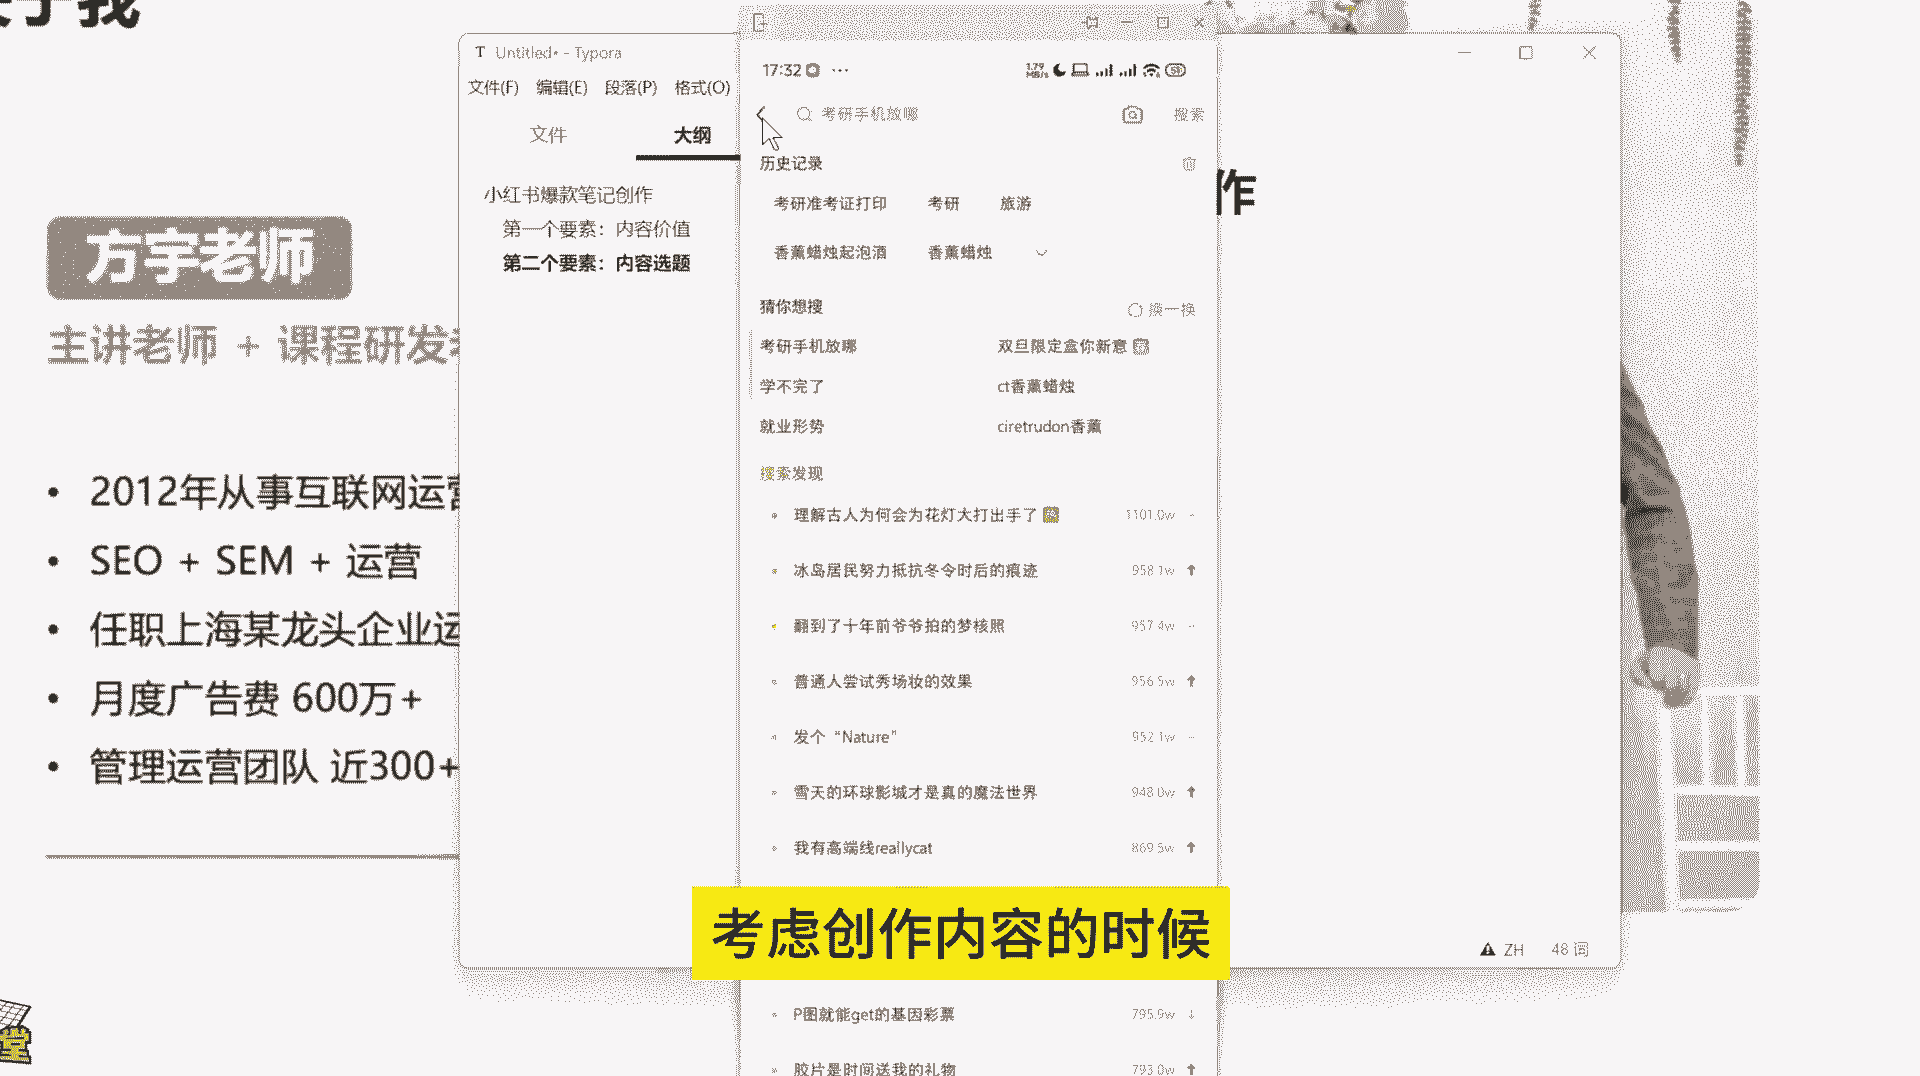 关于我
方宇老师
主讲老师 + 课程研发
2012年从事互联网运营
SEO + SEM + 运营
任职上海某龙头企业运
月度广告费 600万+
管理运营团队 近300+
堂
Untitled• - Typora
文件(F) 编辑(E) 段落(P) 格式(O)
文件 大纲
小红书爆款笔记创作
第一个要素：内容价值
第二个要素：内容选题
作
17:32 ···
考研手机放哪 搜索
历史记录
考研准考证打印 考研 旅游
香薰蜡烛起泡酒 香薰蜡烛
猜你想搜 换一换
考研手机放哪 双旦限定盒你新意
学不完了 ct香薰蜡烛
就业形势 ciretrudon香薰
搜索发现
理解古人为何会为花灯大打出手了 1101.0w
冰岛居民努力抵抗冬令时后的痕迹 958.1w
翻到了十年前爷爷拍的梦核照 957.4w
普通人尝试秀场妆的效果 956.5w
发个“Nature” 952.1w
雪天的环球影城才是真的魔法世界 948.0w
我有高端线reallycat 869.5w
考虑创作内容的时候
P图就能get的基因彩票 795.9w
胶片是时间送我的礼物 793.0w
ZH 48 词